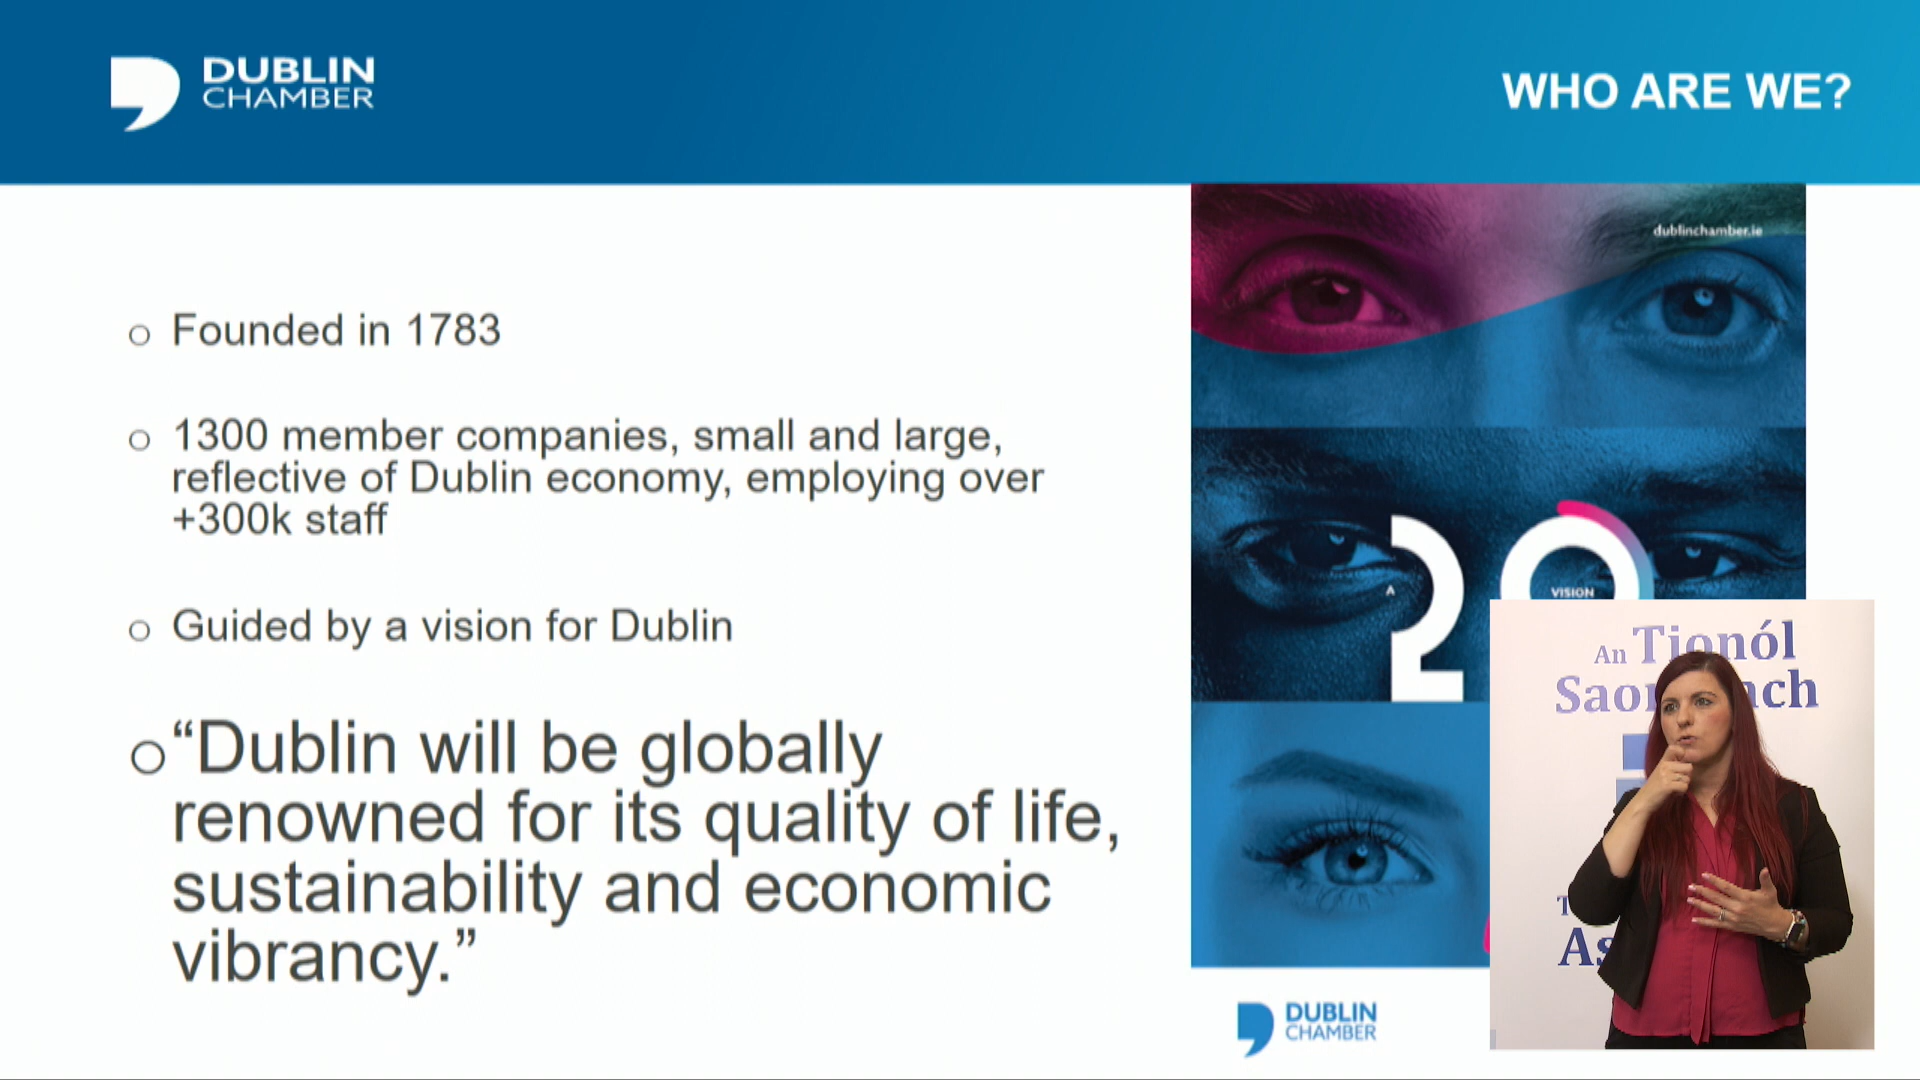 DUBLIN
CHAMBER
WHO ARE WE?
dublinchamber.ie
o Founded in 1783
o 1300 member companies, small and large,
reflective of Dublin economy, employing over
+300k staff
o Guided by a vision for Dublin
o “Dublin will be globally
renowned for its quality of life,
sustainability and economic
vibrancy.”
A
20
VISION
An Tionól
DUBLIN
CHAMBER